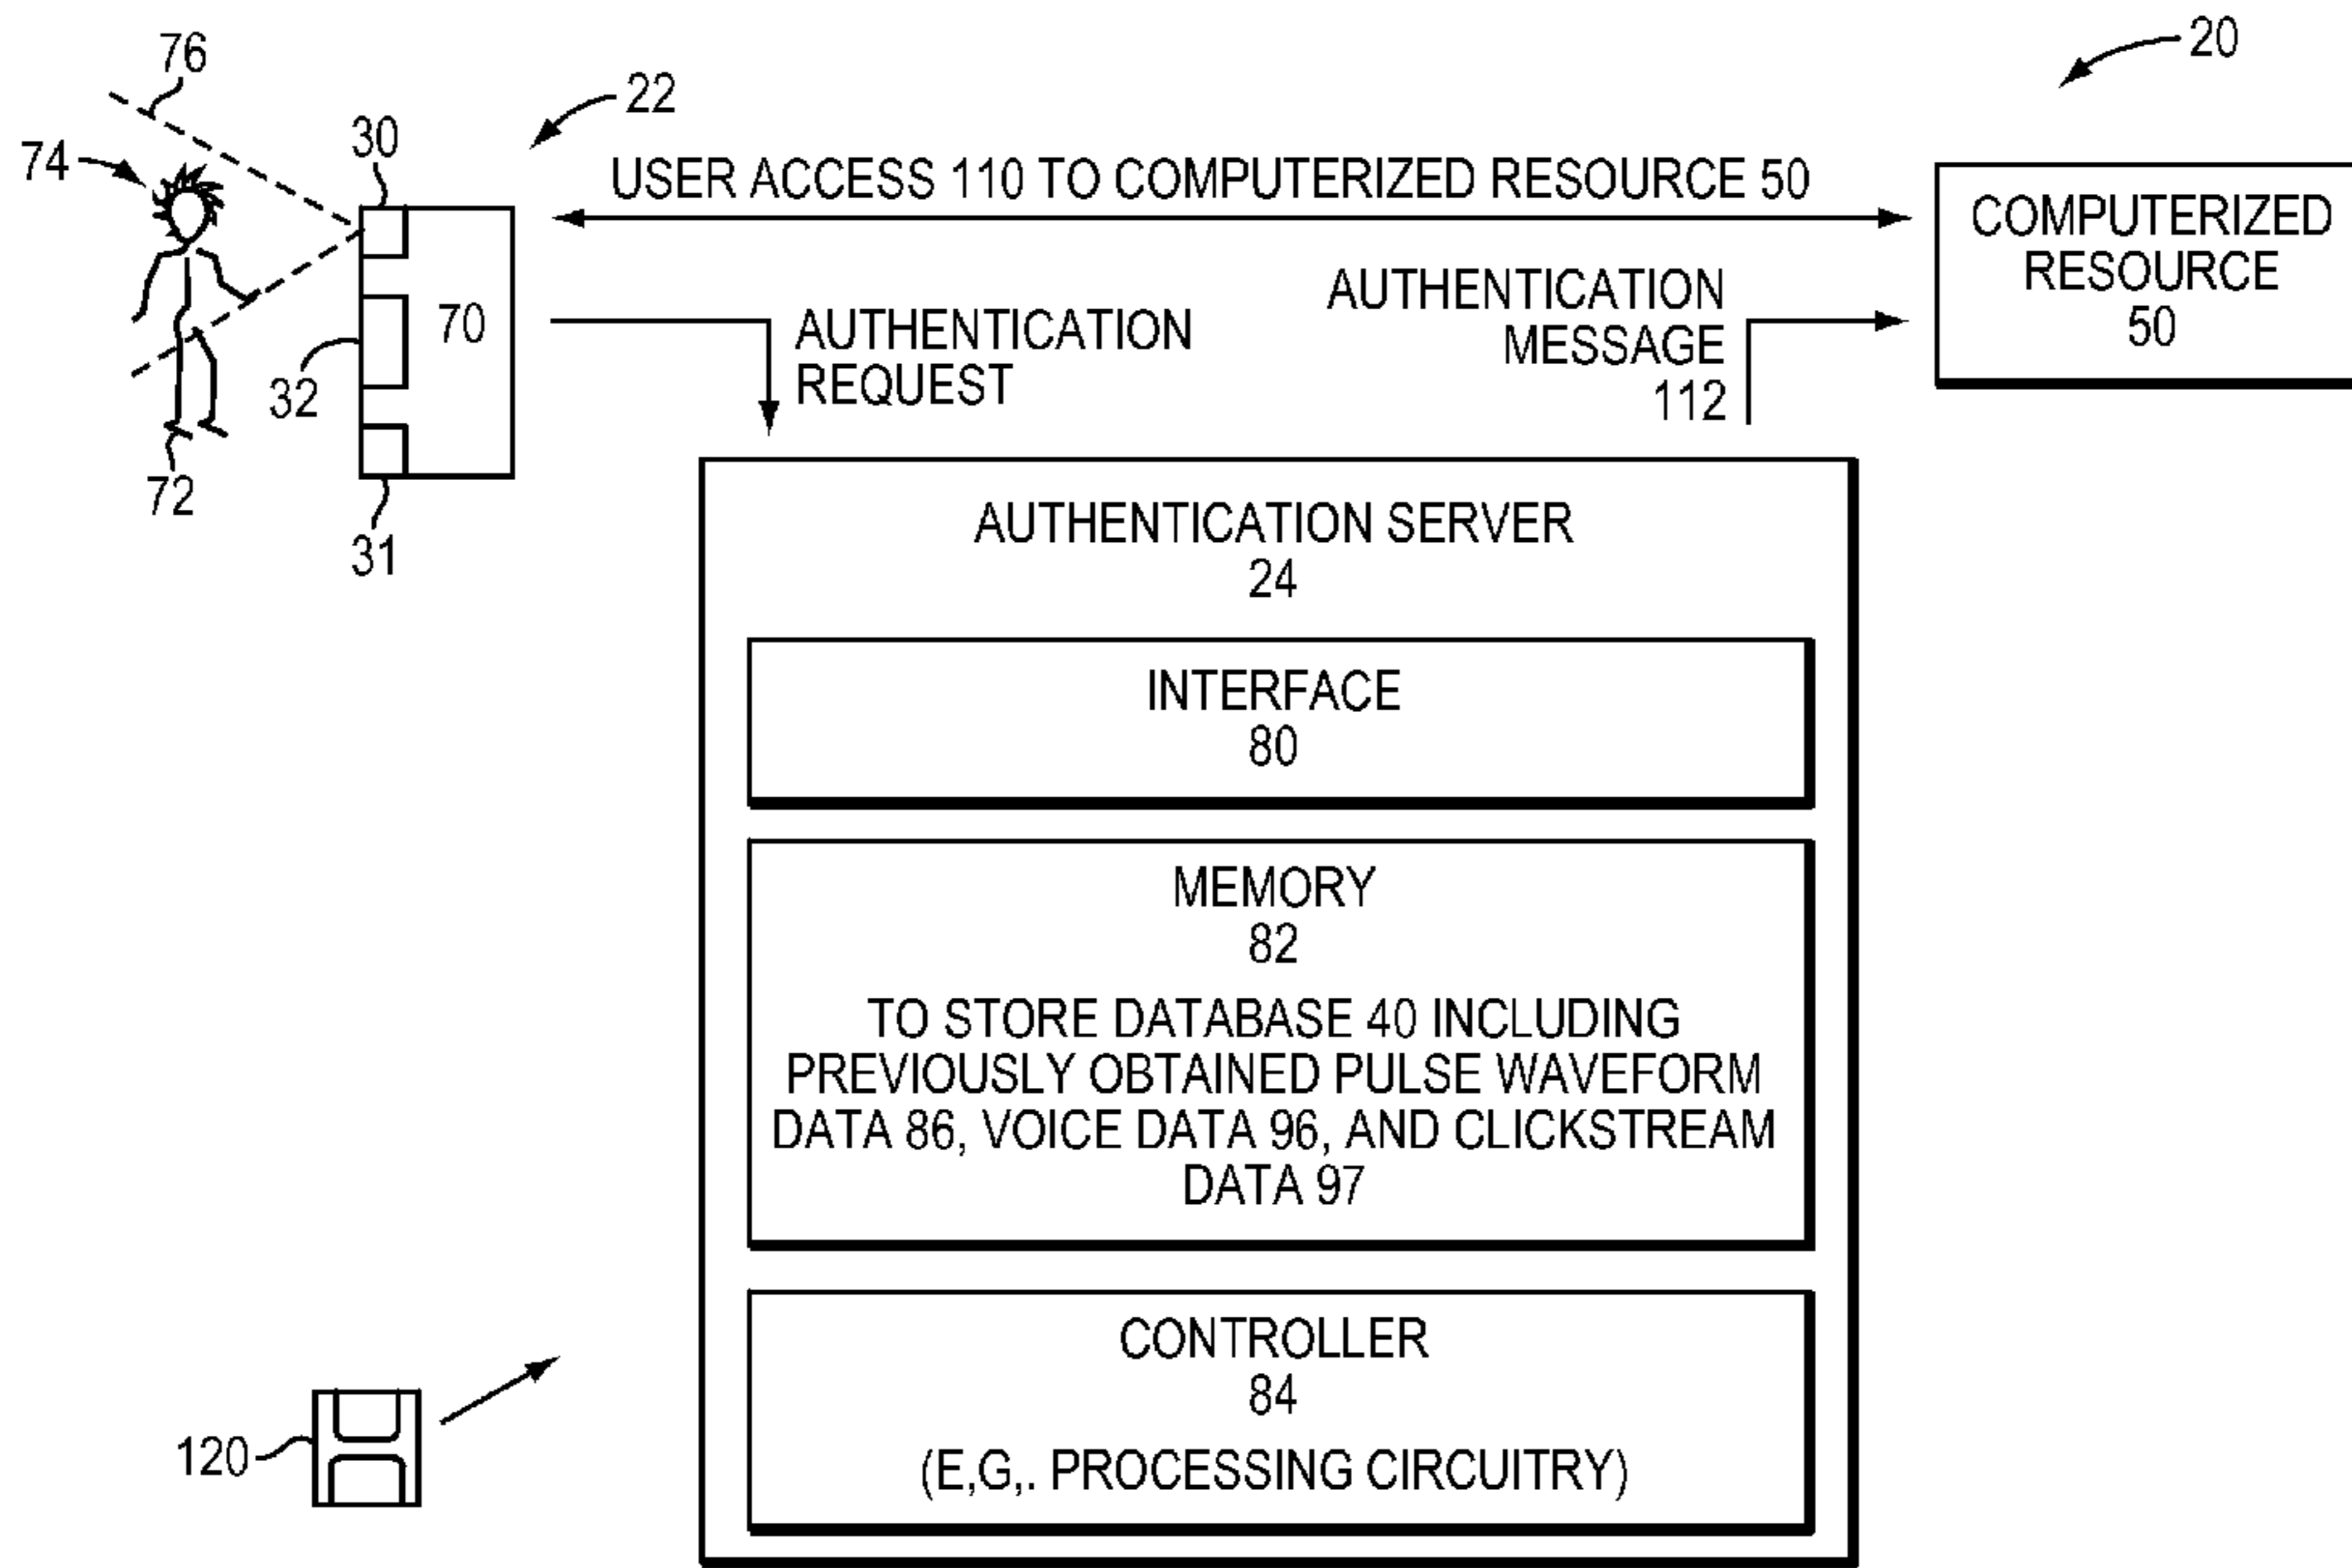 76
20
22
30
74
USER ACCESS 110 TO COMPUTERIZED RESOURCE 50
COMPUTERIZED
RESOURCE
50
70
AUTHENTICATION
REQUEST
AUTHENTICATION
MESSAGE
112
32
72
31
AUTHENTICATION SERVER
24
INTERFACE
80
MEMORY
82
TO STORE DATABASE 40 INCLUDING
PREVIOUSLY OBTAINED PULSE WAVEFORM
DATA 86, VOICE DATA 96, AND CLICKSTREAM
DATA 97
CONTROLLER
84
(E,G,. PROCESSING CIRCUITRY)
120